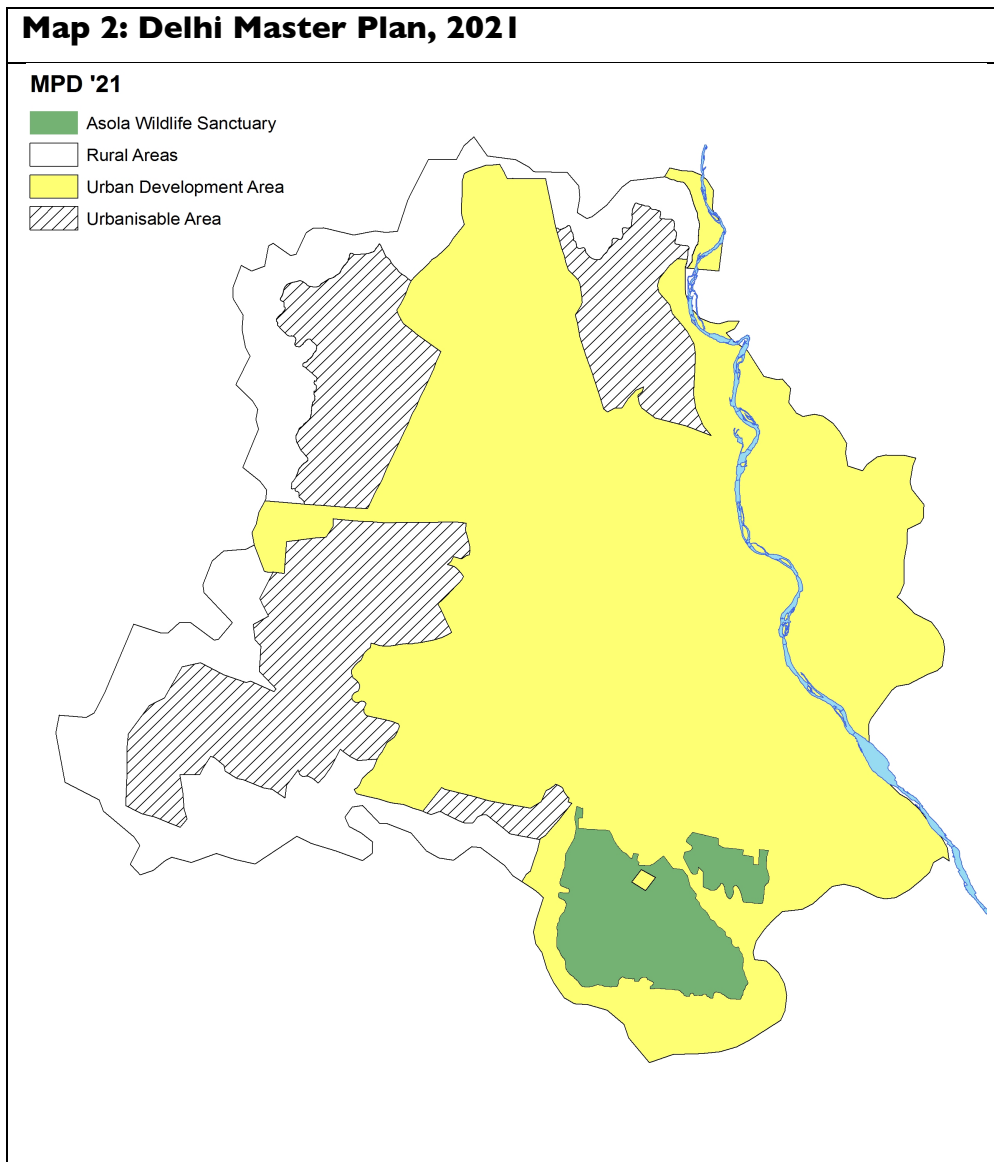 Map 2: Delhi Master Plan, 2021
MPD '21
Asola Wildlife Sanctuary
Rural Areas
Urban Development Area
Urbanisable Area